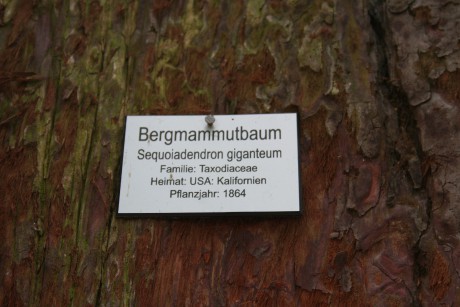 Bergmammutbaum
Sequoiadendron giganteum
Familie: Taxodiaceae
Heimat: USA: Kalifornien
Pflanzjahr: 1864